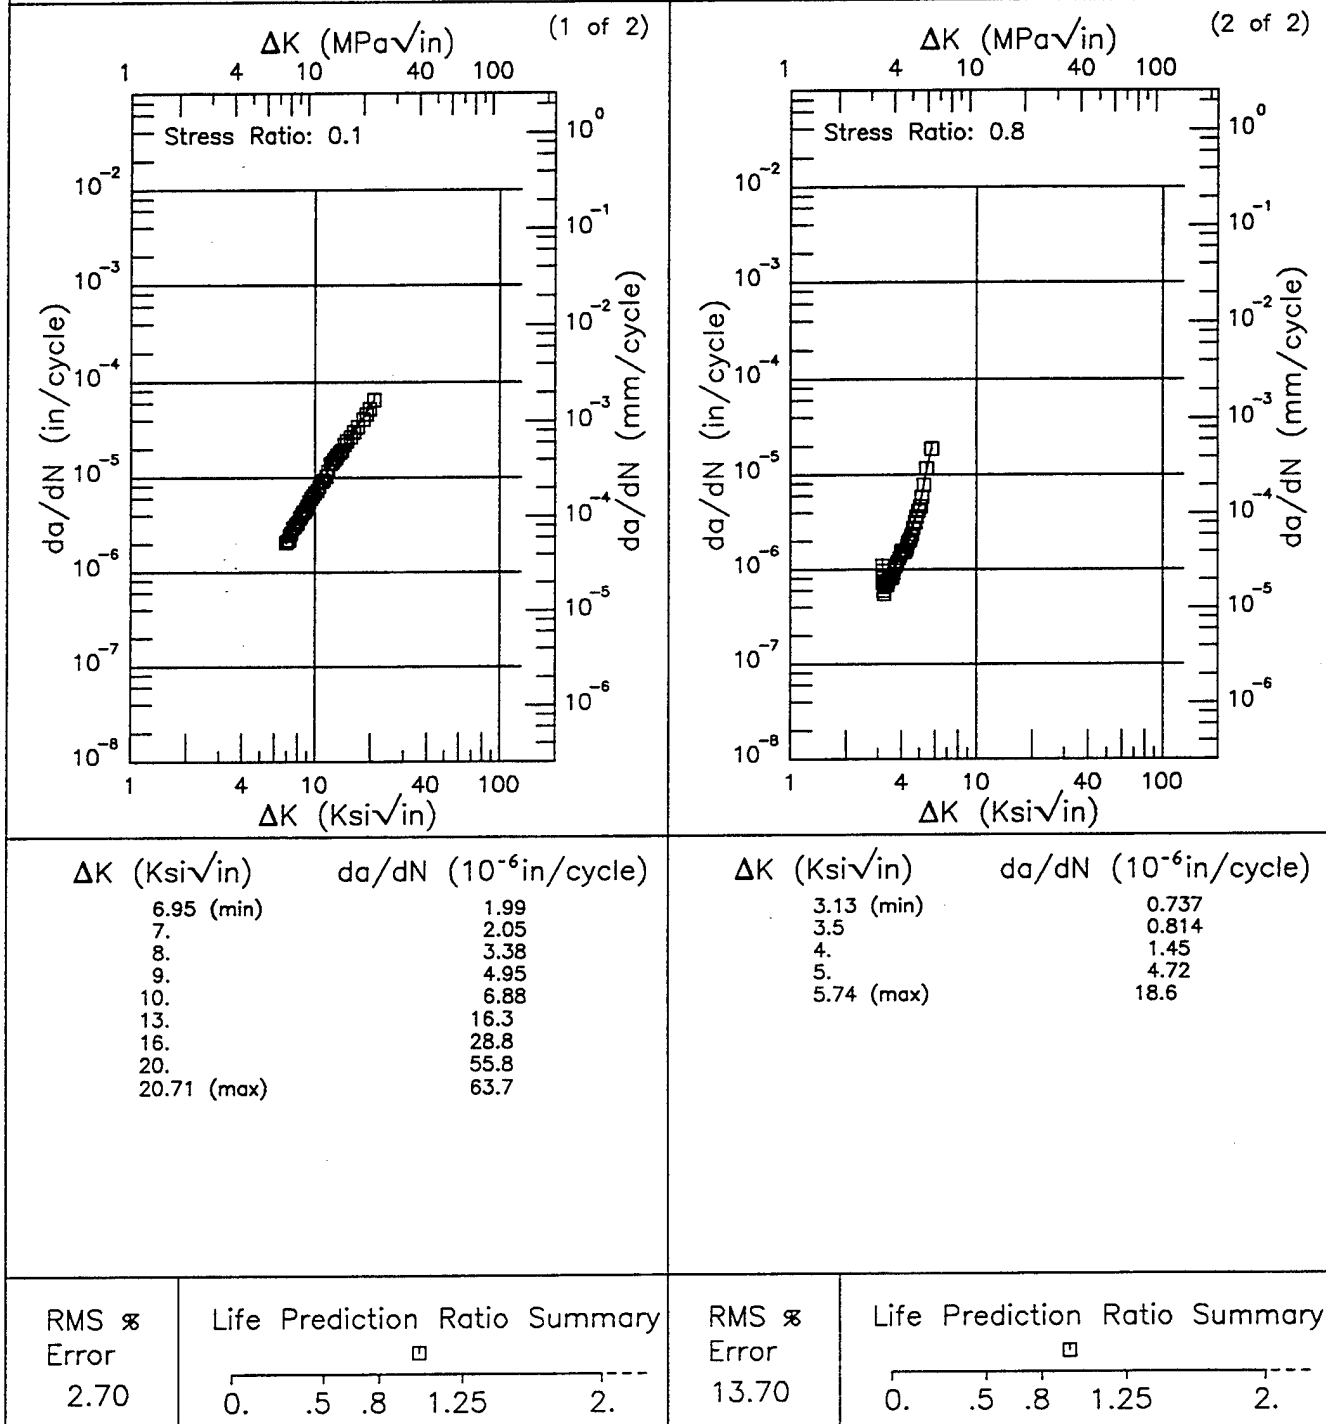 (1 of 2)
ΔK (MPa√in)
1 4 10 40 100
Stress Ratio: 0.1
10⁰
10⁻¹
10⁻²
10⁻³
10⁻⁴
10⁻⁵
10⁻⁶
da/dN (mm/cycle)
10⁻²
10⁻³
10⁻⁴
10⁻⁵
10⁻⁶
10⁻⁷
10⁻⁸
da/dN (in/cycle)
1 4 10 40 100
ΔK (Ksi√in)
ΔK (Ksi√in) da/dN (10⁻⁶in/cycle)
6.95 (min) 1.99
7. 2.05
8. 3.38
9. 4.95
10. 6.88
13. 16.3
16. 28.8
20. 55.8
20.71 (max) 63.7
RMS %
Error
2.70
Life Prediction Ratio Summary
0. .5 .8 1.25 2.
(2 of 2)
ΔK (MPa√in)
1 4 10 40 100
Stress Ratio: 0.8
10⁰
10⁻¹
10⁻²
10⁻³
10⁻⁴
10⁻⁵
10⁻⁶
da/dN (mm/cycle)
10⁻²
10⁻³
10⁻⁴
10⁻⁵
10⁻⁶
10⁻⁷
10⁻⁸
da/dN (in/cycle)
1 4 10 40 100
ΔK (Ksi√in)
ΔK (Ksi√in) da/dN (10⁻⁶in/cycle)
3.13 (min) 0.737
3.5 0.814
4. 1.45
5. 4.72
5.74 (max) 18.6
RMS %
Error
13.70
Life Prediction Ratio Summary
0. .5 .8 1.25 2.